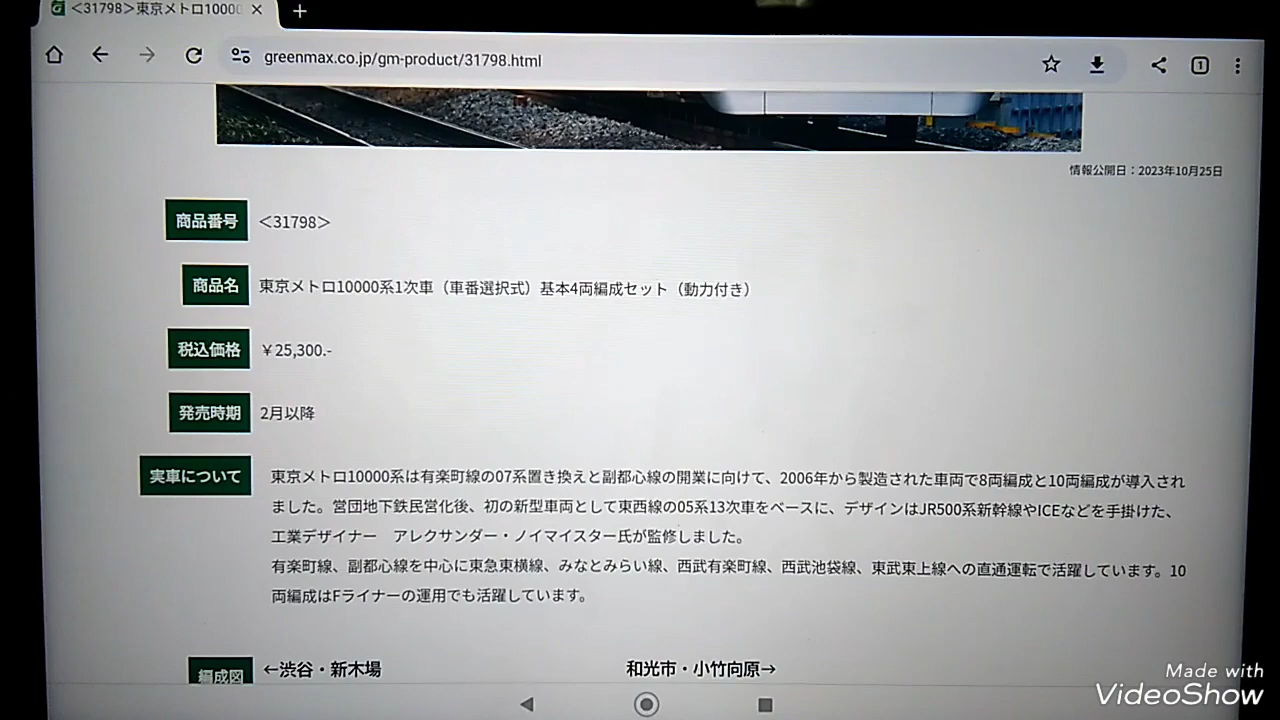 <31798>東京メトロ1000
greenmax.co.jp/gm-product/31798.html
1
情報公開日：2023年10月25日
商品番号 <31798>
商品名 東京メトロ10000系1次車（車番選択式）基本4両編成セット（動力付き）
税込価格 ￥25,300.-
発売時期 2月以降
実車について 東京メトロ10000系は有楽町線の07系置き換えと副都心線の開業に向けて、2006年から製造された車両で8両編成と10両編成が導入され
ました。営団地下鉄民営化後、初の新型車両として東西線の05系13次車をベースに、デザインはJR500系新幹線やICEなどを手掛けた、
工業デザイナー　アレクサンダー・ノイマイスター氏が監修しました。
有楽町線、副都心線を中心に東急東横線、みなとみらい線、西武有楽町線、西武池袋線、東武東上線への直通運転で活躍しています。10
両編成はFライナーの運用でも活躍しています。
編成図 ←渋谷・新木場 和光市・小竹向原→
Made with
VideoShow